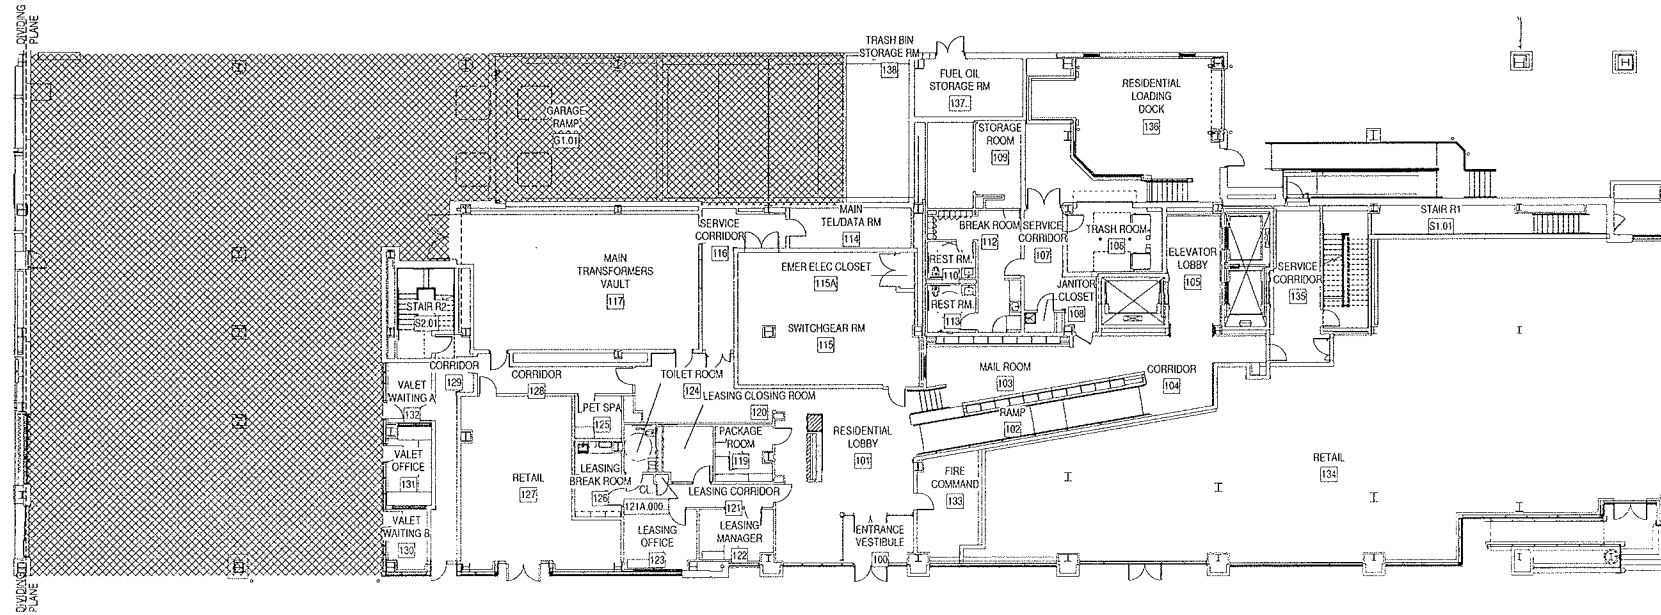 DIVIDING
PLANE
TRASH BIN
STORAGE RM
138
FUEL OIL
STORAGE RM
137
RESIDENTIAL
LOADING
DOCK
136
GARAGE
RAMP
G1.01
STORAGE
ROOM
109
MAIN
TEL/DATA RM
114
SERVICE
CORRIDOR
116
BREAK ROOM
112
SERVICE
CORRIDOR
107
TRASH ROOM
106
STAIR R1
S1.01
MAIN
TRANSFORMERS
VAULT
117
EMER ELEC CLOSET
115A
REST RM.
110
ELEVATOR
LOBBY
105
SERVICE
CORRIDOR
135
JANITOR
CLOSET
108
STAIR R2
S2.01
REST RM.
113
SWITCHGEAR RM
115
CORRIDOR
129
CORRIDOR
128
TOILET ROOM
124
MAIL ROOM
103
CORRIDOR
104
VALET
WAITING A
132
LEASING CLOSING ROOM
120
PET SPA
125
RAMP
102
PACKAGE
ROOM
119
RESIDENTIAL
LOBBY
101
VALET
OFFICE
131
RETAIL
127
LEASING
BREAK ROOM
126
CL.
121A.000
LEASING CORRIDOR
121
FIRE
COMMAND
133
RETAIL
134
VALET
WAITING B
130
LEASING
OFFICE
123
LEASING
MANAGER
122
ENTRANCE
VESTIBULE
100
DIVIDING
PLANE